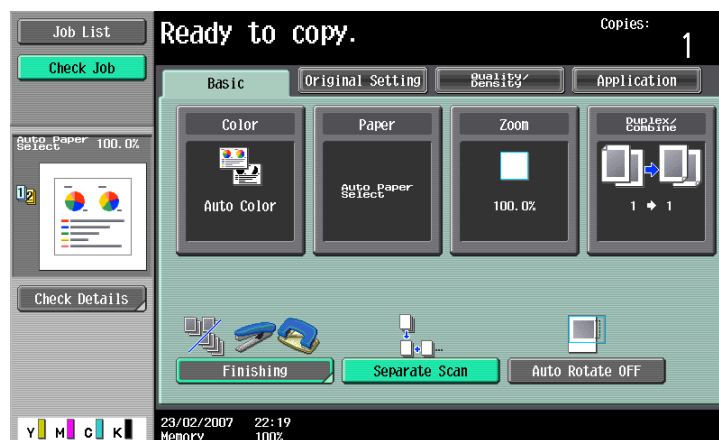 Job List
Ready to copy.
Copies:
1
Check Job
Basic
Original Setting
Quality/
Density
Application
Auto Paper
Select
100.0%
1 2
Color
Auto Color
Paper
Auto Paper
Select
Zoom
100.0%
Duplex/
Combine
1 → 1
Check Details
Finishing
Separate Scan
Auto Rotate OFF
Y M C K
23/02/2007 22:19
Memory 100%